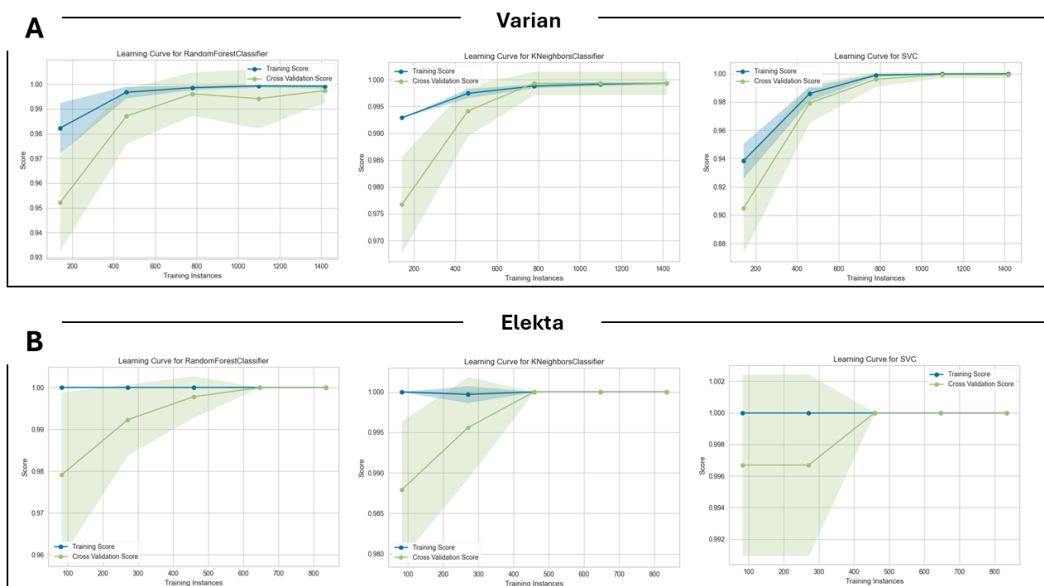 A
Varian
Learning Curve for RandomForestClassifier
Training Score
Cross Validation Score
Score
1.00
0.99
0.98
0.97
0.96
0.95
0.94
0.93
200 400 600 800 1000 1200 1400
Training Instances
Learning Curve for KNeighborsClassifier
Training Score
Cross Validation Score
Score
1.000
0.995
0.990
0.985
0.980
0.975
0.970
200 400 600 800 1000 1200 1400
Training Instances
Learning Curve for SVC
Training Score
Cross Validation Score
Score
1.00
0.98
0.96
0.94
0.92
0.90
0.88
200 400 600 800 1000 1200 1400
Training Instances
B
Elekta
Learning Curve for RandomForestClassifier
Score
1.00
0.99
0.98
0.97
0.96
Training Score
Cross Validation Score
100 200 300 400 500 600 700 800
Training Instances
Learning Curve for KNeighborsClassifier
Score
1.000
0.995
0.990
0.985
0.980
Training Score
Cross Validation Score
100 200 300 400 500 600 700 800
Training Instances
Learning Curve for SVC
Training Score
Cross Validation Score
Score
1.002
1.000
0.998
0.996
0.994
0.992
100 200 300 400 500 600 700 800
Training Instances